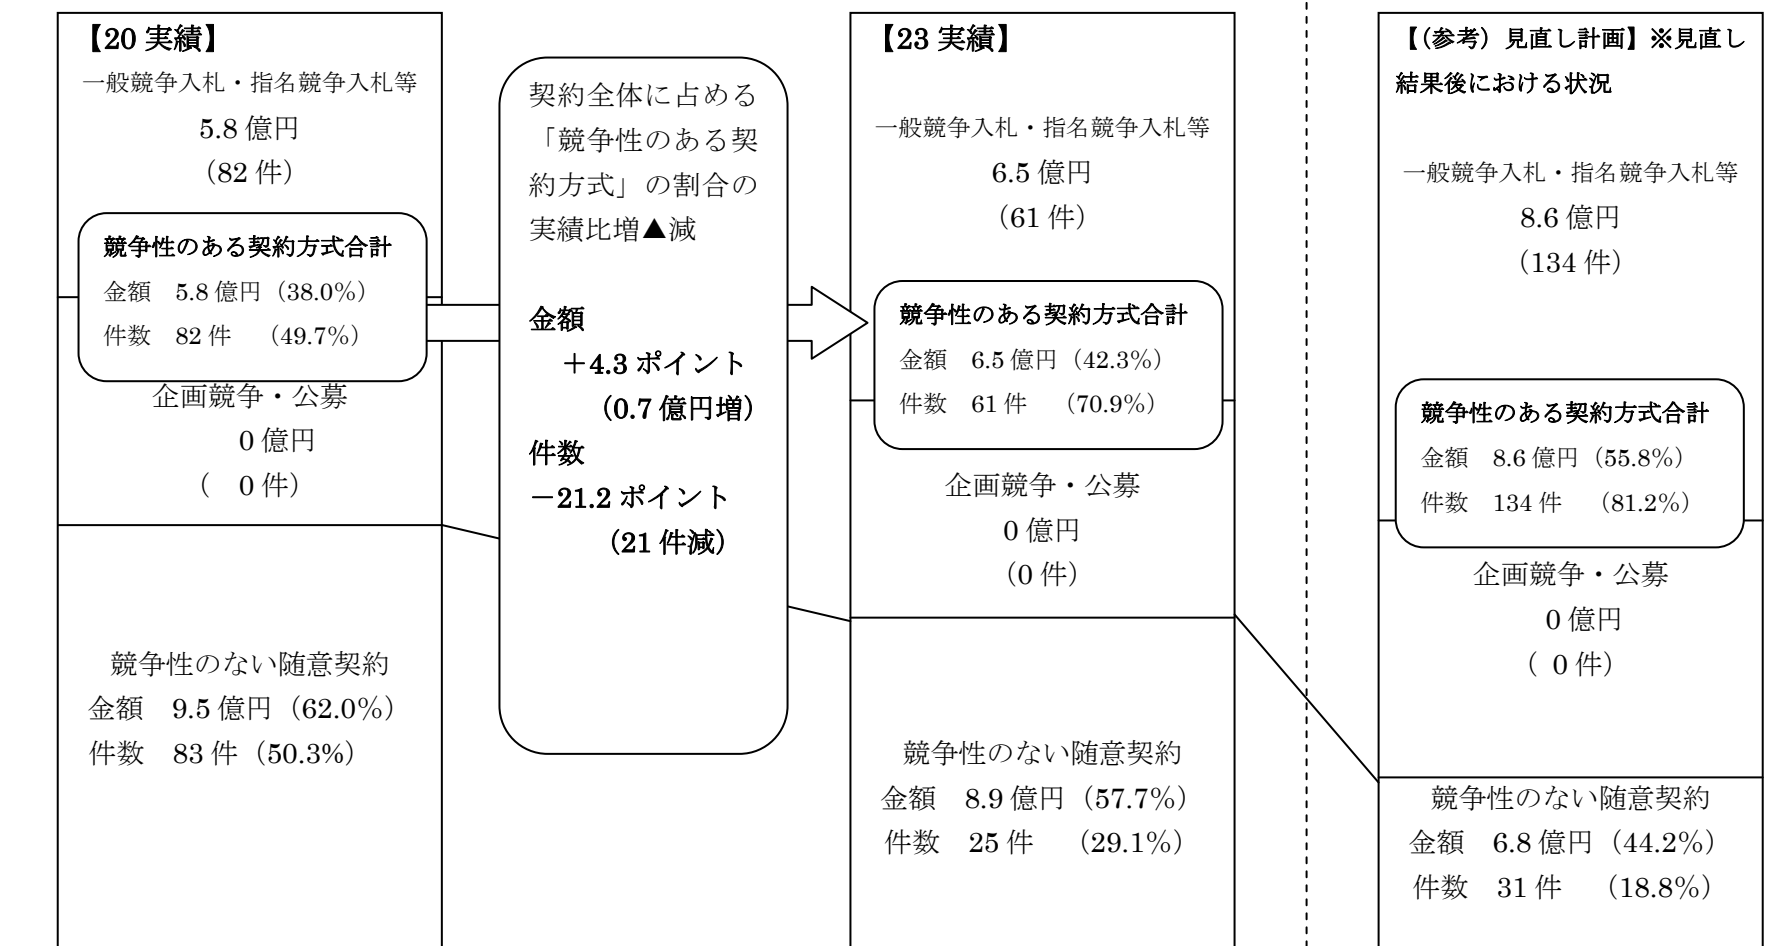 【20 実績】
一般競争入札・指名競争入札等
5.8 億円
（82 件）
競争性のある契約方式合計
金額　5.8 億円（38.0%）
件数　82 件　（49.7%）
企画競争・公募
0 億円
（　0 件）
競争性のない随意契約
金額　9.5 億円（62.0%）
件数　83 件（50.3%）
契約全体に占める
「競争性のある契
約方式」の割合の
実績比増▲減
金額
＋4.3 ポイント
（0.7 億円増）
件数
－21.2 ポイント
（21 件減）
【23 実績】
一般競争入札・指名競争入札等
6.5 億円
（61 件）
競争性のある契約方式合計
金額　6.5 億円（42.3%）
件数　61 件　（70.9%）
企画競争・公募
0 億円
（0 件）
競争性のない随意契約
金額　8.9 億円（57.7%）
件数　25 件　（29.1%）
【（参考）見直し計画】※見直し
結果後における状況
一般競争入札・指名競争入札等
8.6 億円
（134 件）
競争性のある契約方式合計
金額　8.6 億円（55.8%）
件数　134 件　（81.2%）
企画競争・公募
0 億円
（ 0 件）
競争性のない随意契約
金額　6.8 億円（44.2%）
件数　31 件　（18.8%）